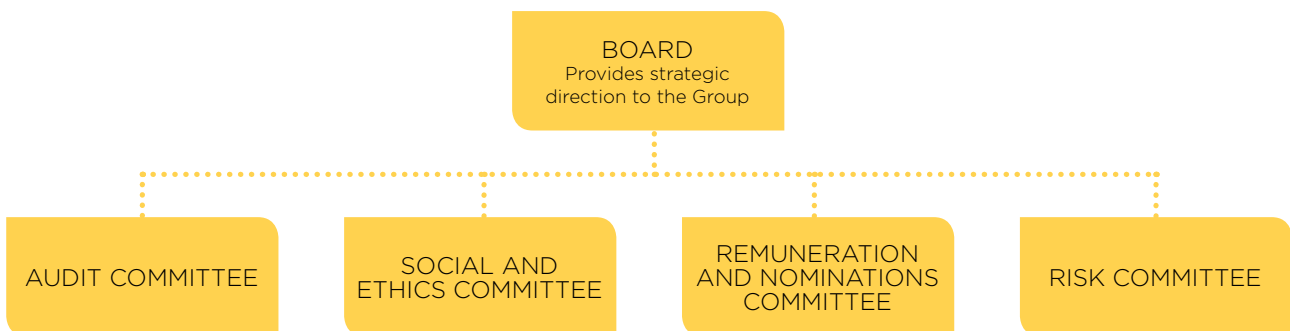 BOARD
Provides strategic
direction to the Group
AUDIT COMMITTEE
SOCIAL AND
ETHICS COMMITTEE
REMUNERATION
AND NOMINATIONS
COMMITTEE
RISK COMMITTEE